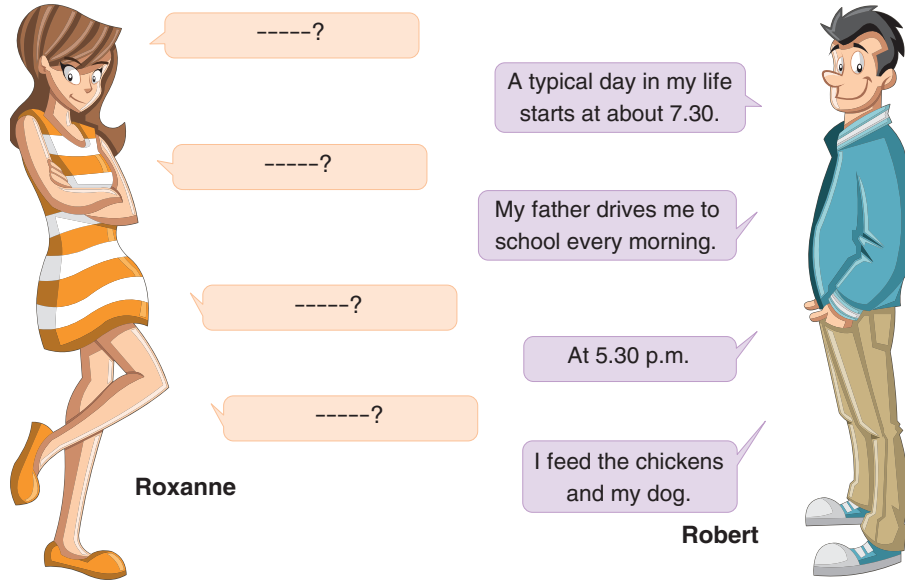 -----?
A typical day in my life
starts at about 7.30.
-----?
My father drives me to
school every morning.
-----?
At 5.30 p.m.
-----?
I feed the chickens
and my dog.
Roxanne
Robert